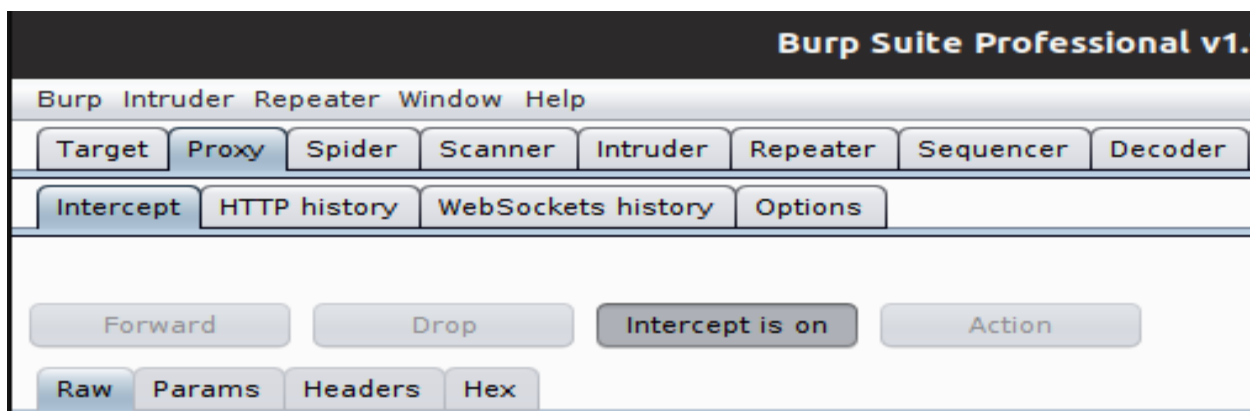 Burp Suite Professional v1.
Burp Intruder Repeater Window Help
Target Proxy Spider Scanner Intruder Repeater Sequencer Decoder
Intercept HTTP history WebSockets history Options
Forward Drop Intercept is on Action
Raw Params Headers Hex